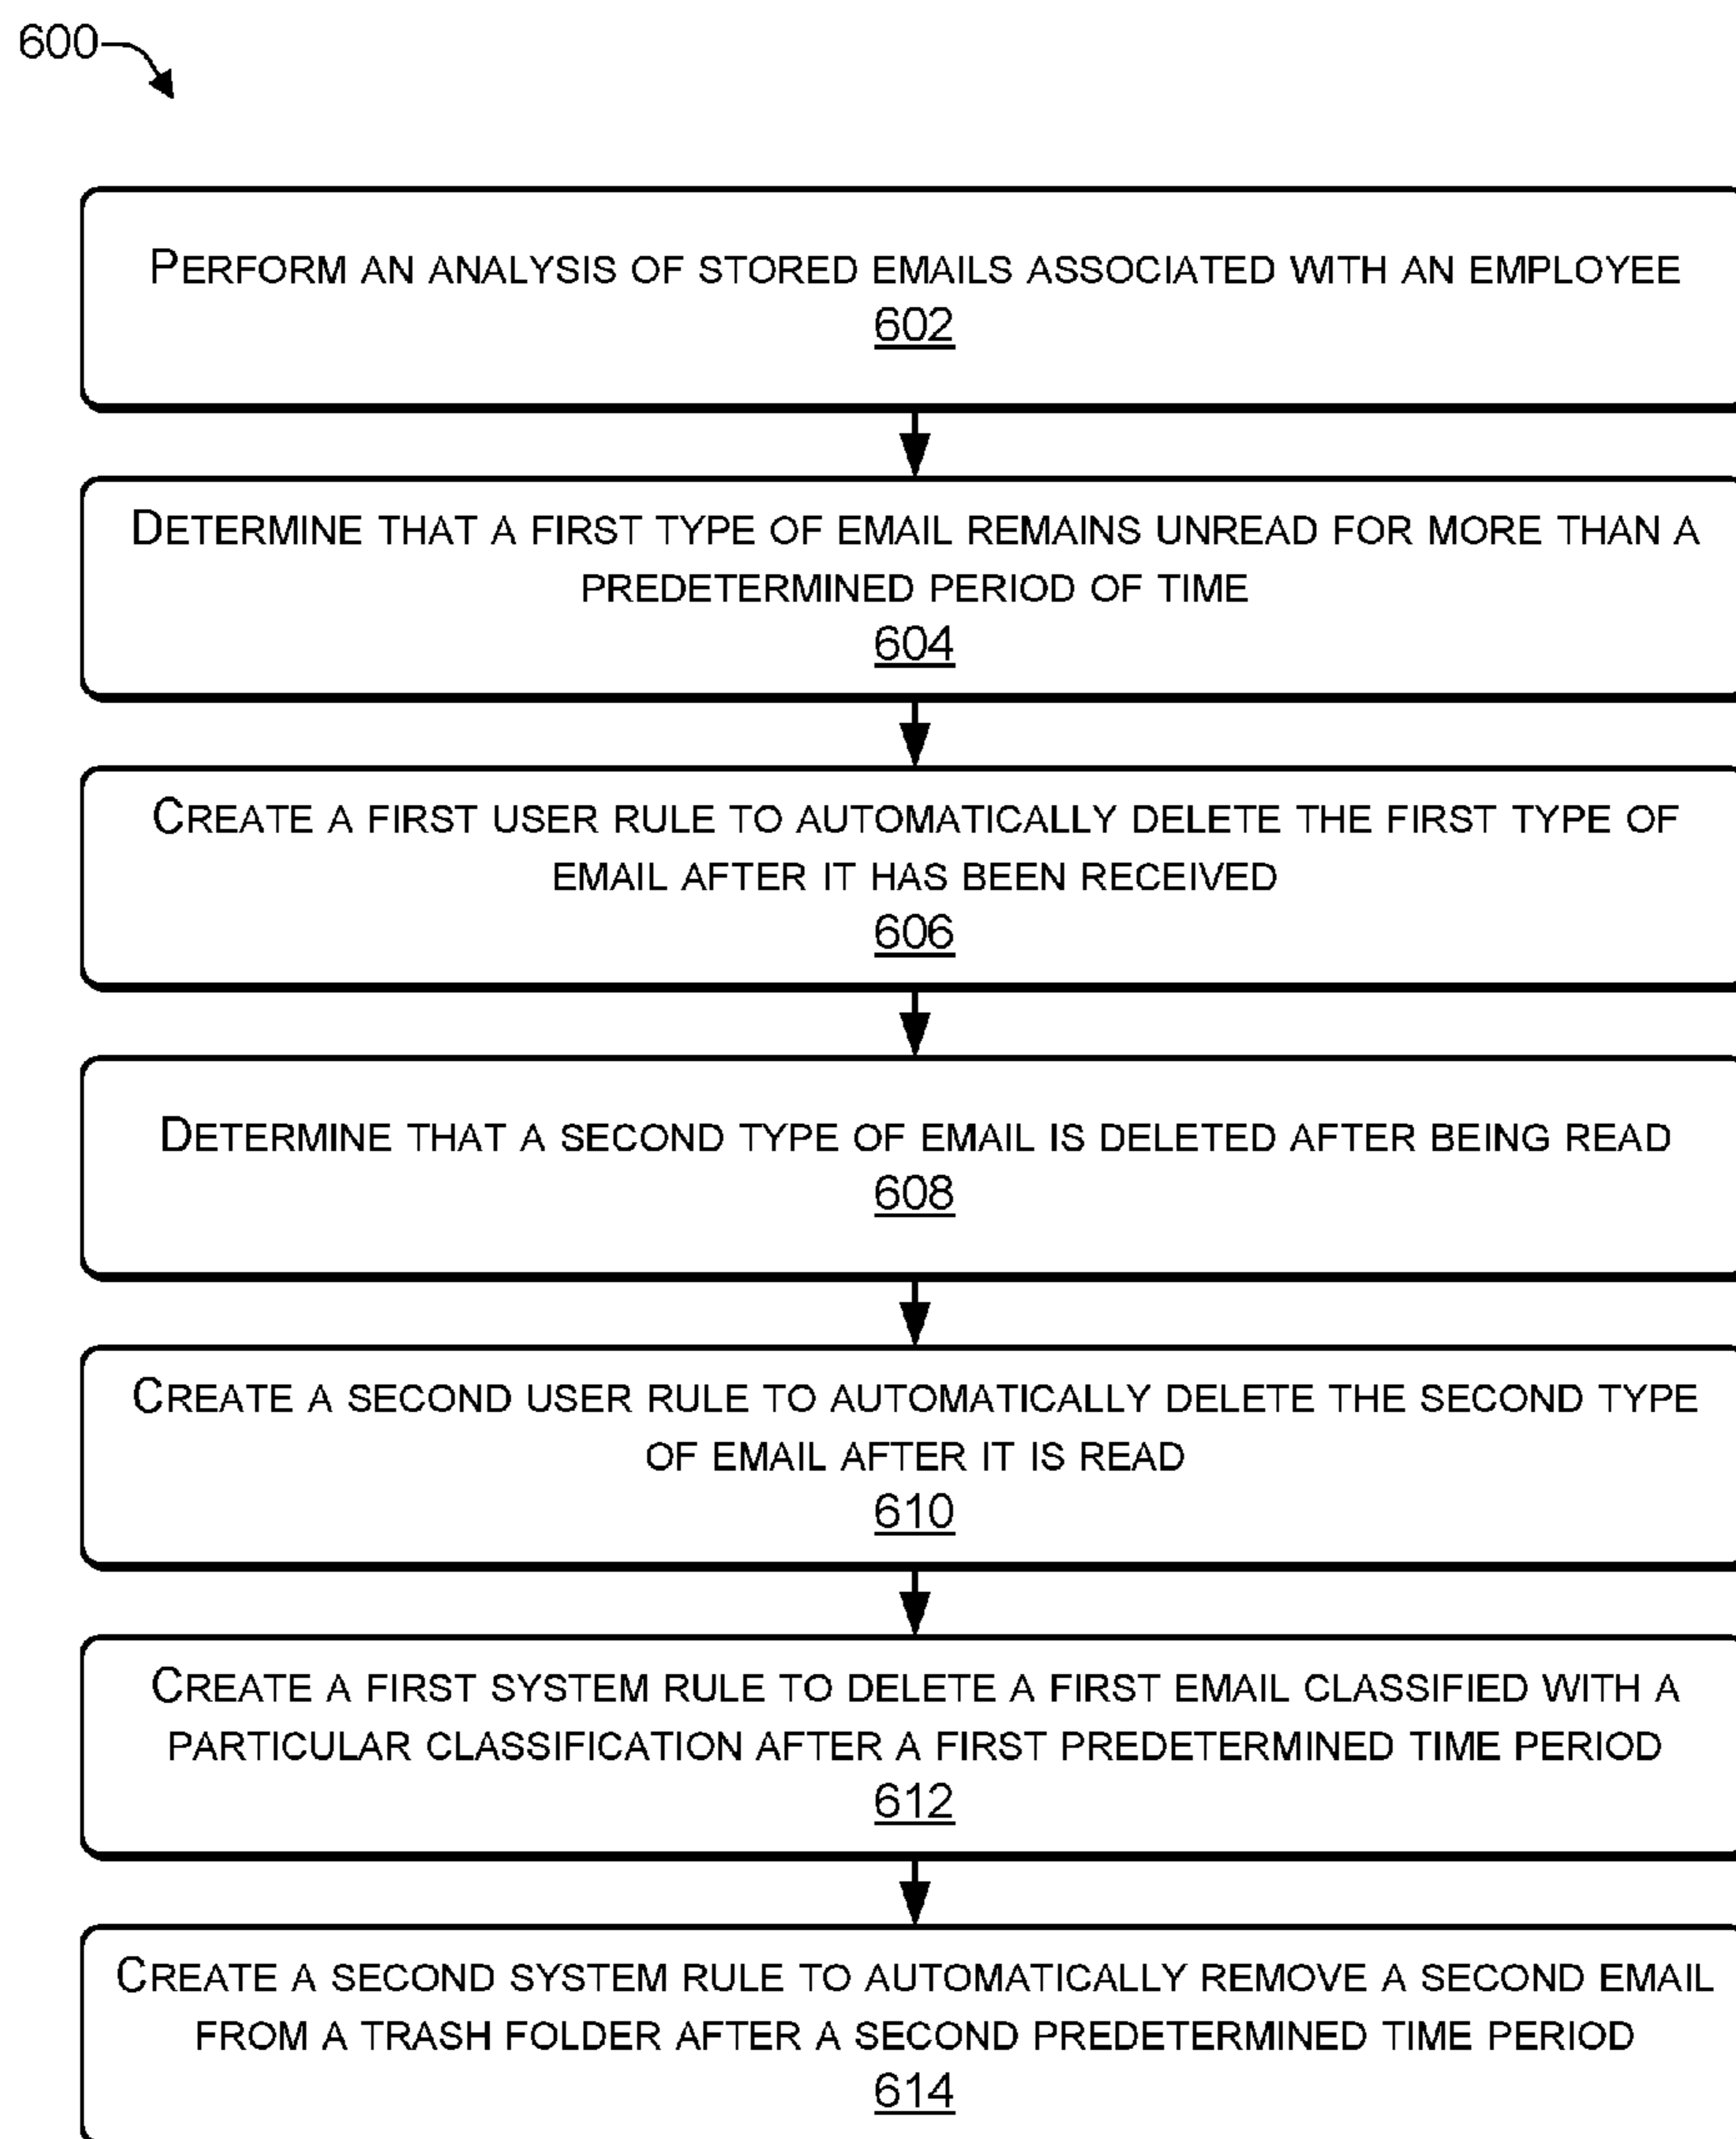 600
PERFORM AN ANALYSIS OF STORED EMAILS ASSOCIATED WITH AN EMPLOYEE
602
DETERMINE THAT A FIRST TYPE OF EMAIL REMAINS UNREAD FOR MORE THAN A
PREDETERMINED PERIOD OF TIME
604
CREATE A FIRST USER RULE TO AUTOMATICALLY DELETE THE FIRST TYPE OF
EMAIL AFTER IT HAS BEEN RECEIVED
606
DETERMINE THAT A SECOND TYPE OF EMAIL IS DELETED AFTER BEING READ
608
CREATE A SECOND USER RULE TO AUTOMATICALLY DELETE THE SECOND TYPE
OF EMAIL AFTER IT IS READ
610
CREATE A FIRST SYSTEM RULE TO DELETE A FIRST EMAIL CLASSIFIED WITH A
PARTICULAR CLASSIFICATION AFTER A FIRST PREDETERMINED TIME PERIOD
612
CREATE A SECOND SYSTEM RULE TO AUTOMATICALLY REMOVE A SECOND EMAIL
FROM A TRASH FOLDER AFTER A SECOND PREDETERMINED TIME PERIOD
614